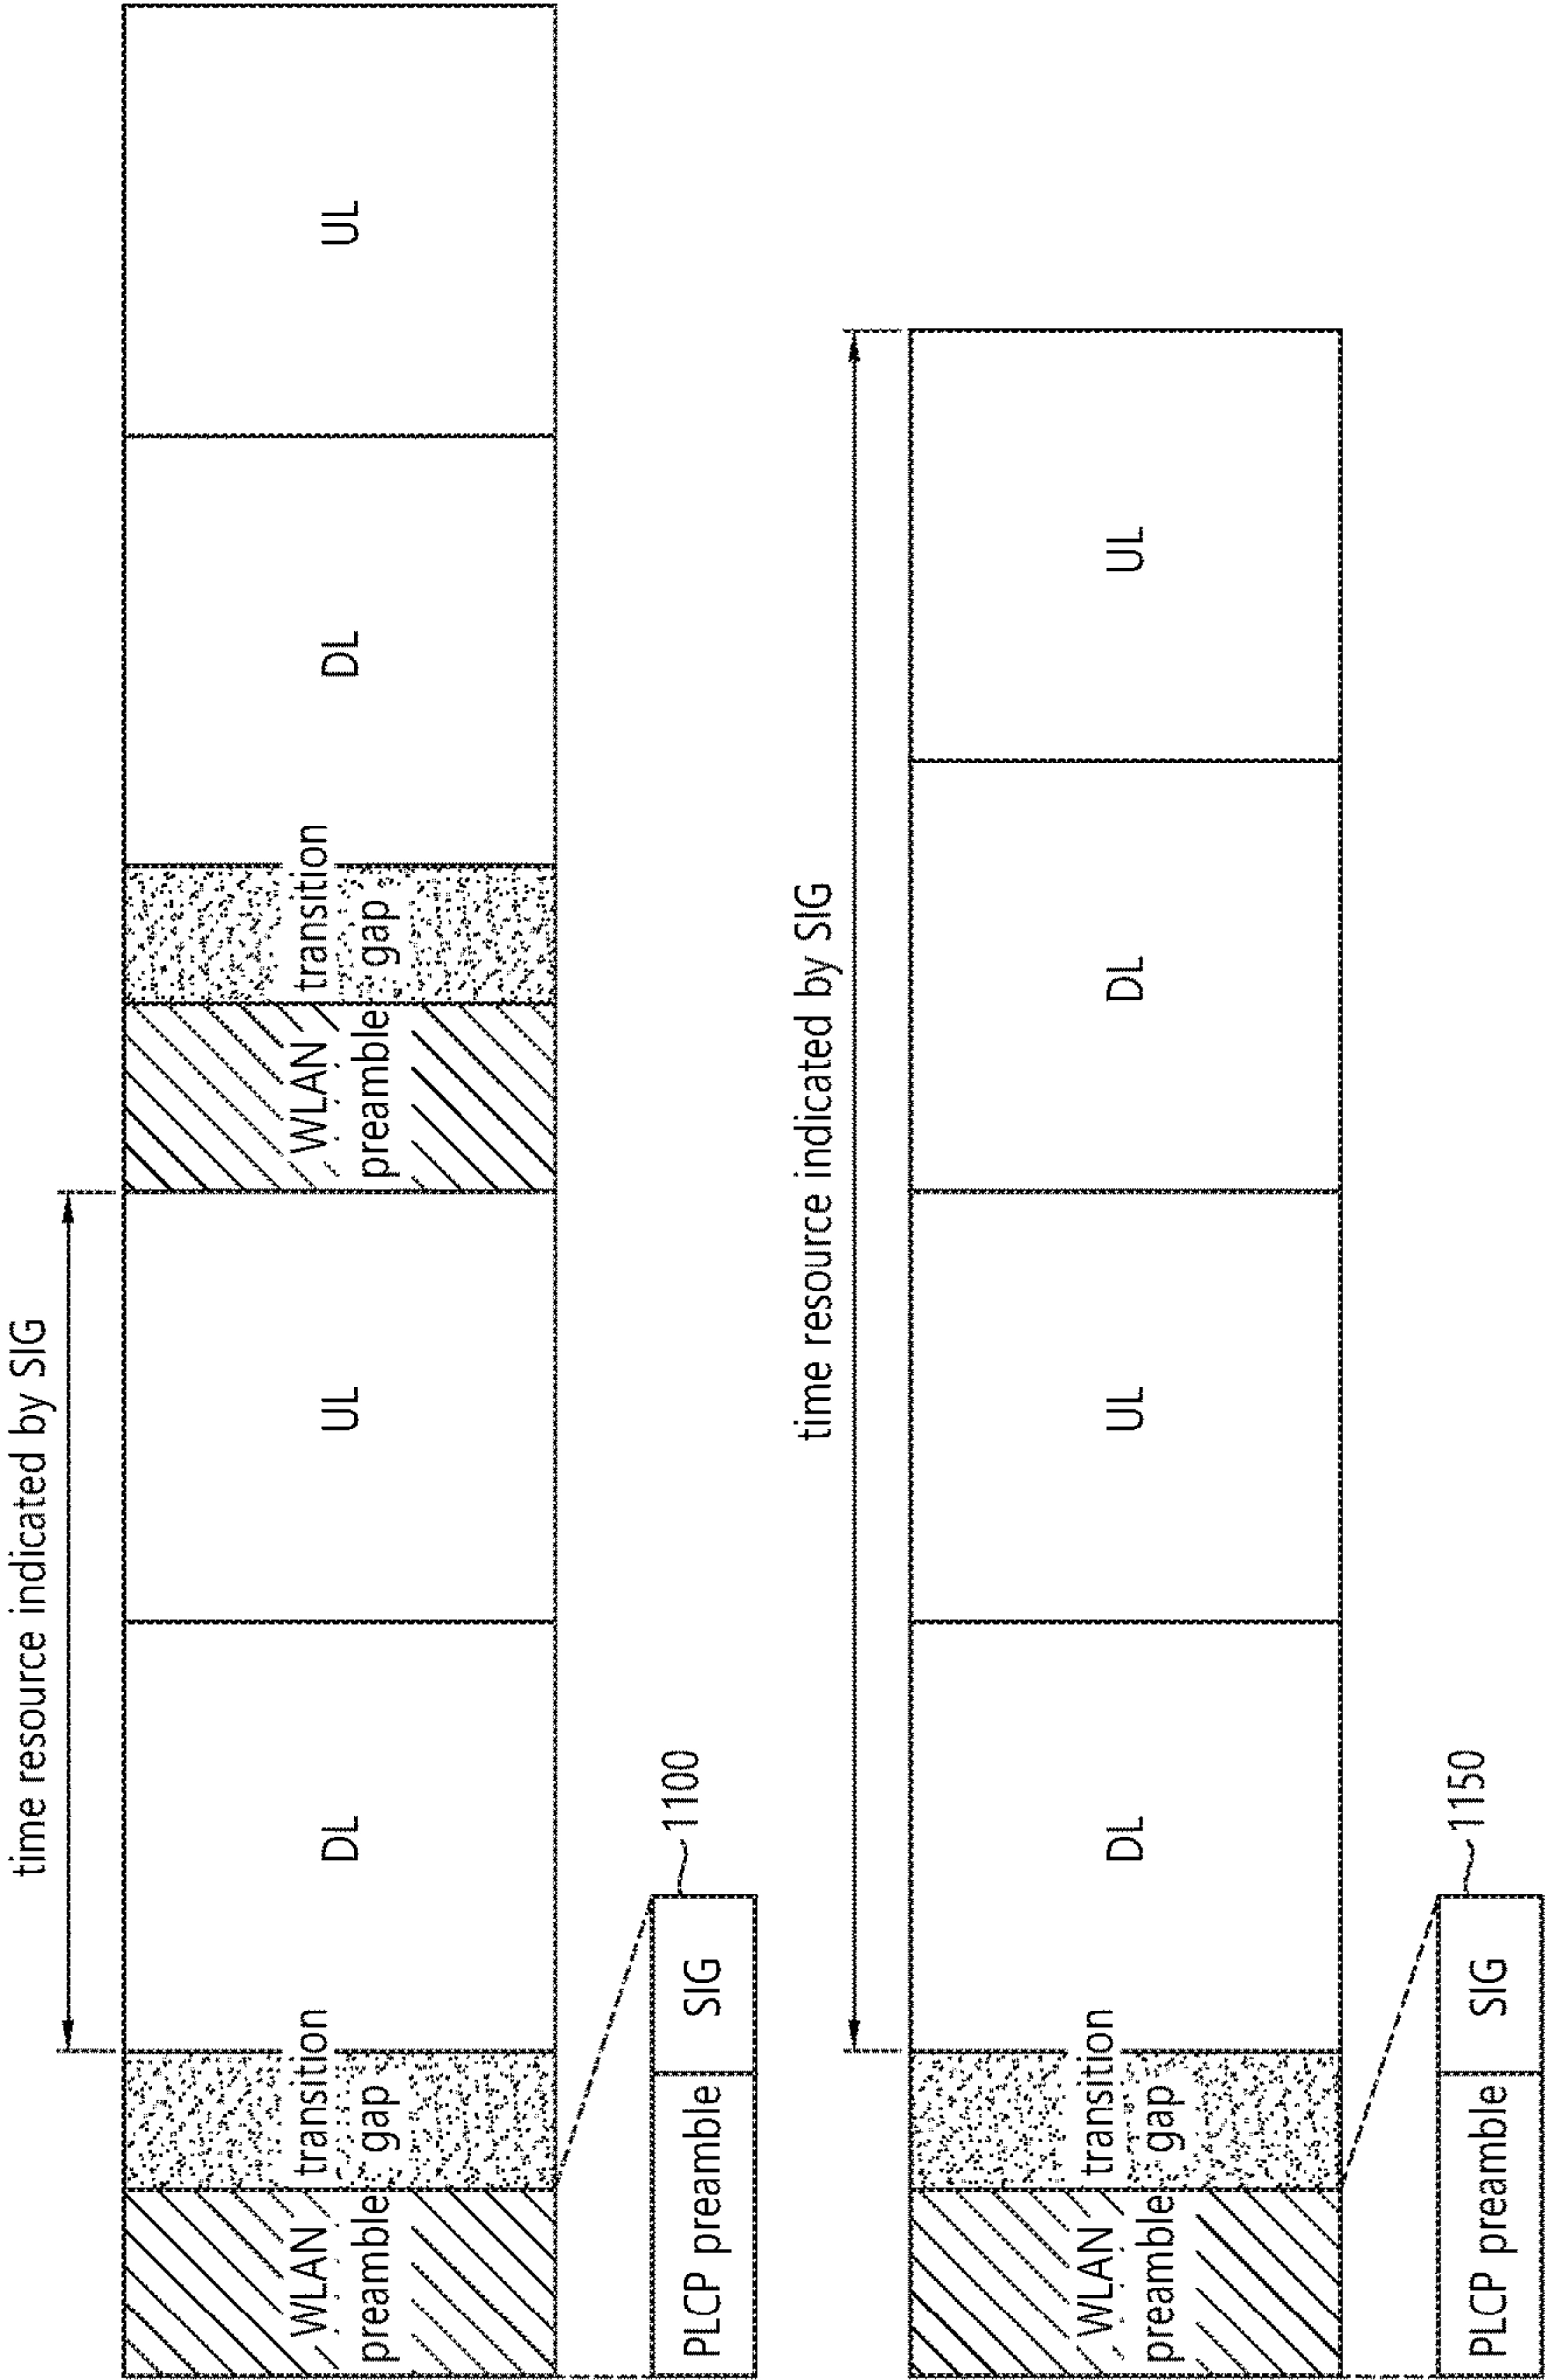 time resource indicated by SIG
WLAN
preamble
transition
gap
DL
UL
WLAN
preamble
transition
gap
DL
UL
PLCP preamble
SIG
1100
time resource indicated by SIG
WLAN
preamble
transition
gap
DL
UL
DL
UL
PLCP preamble
SIG
1150